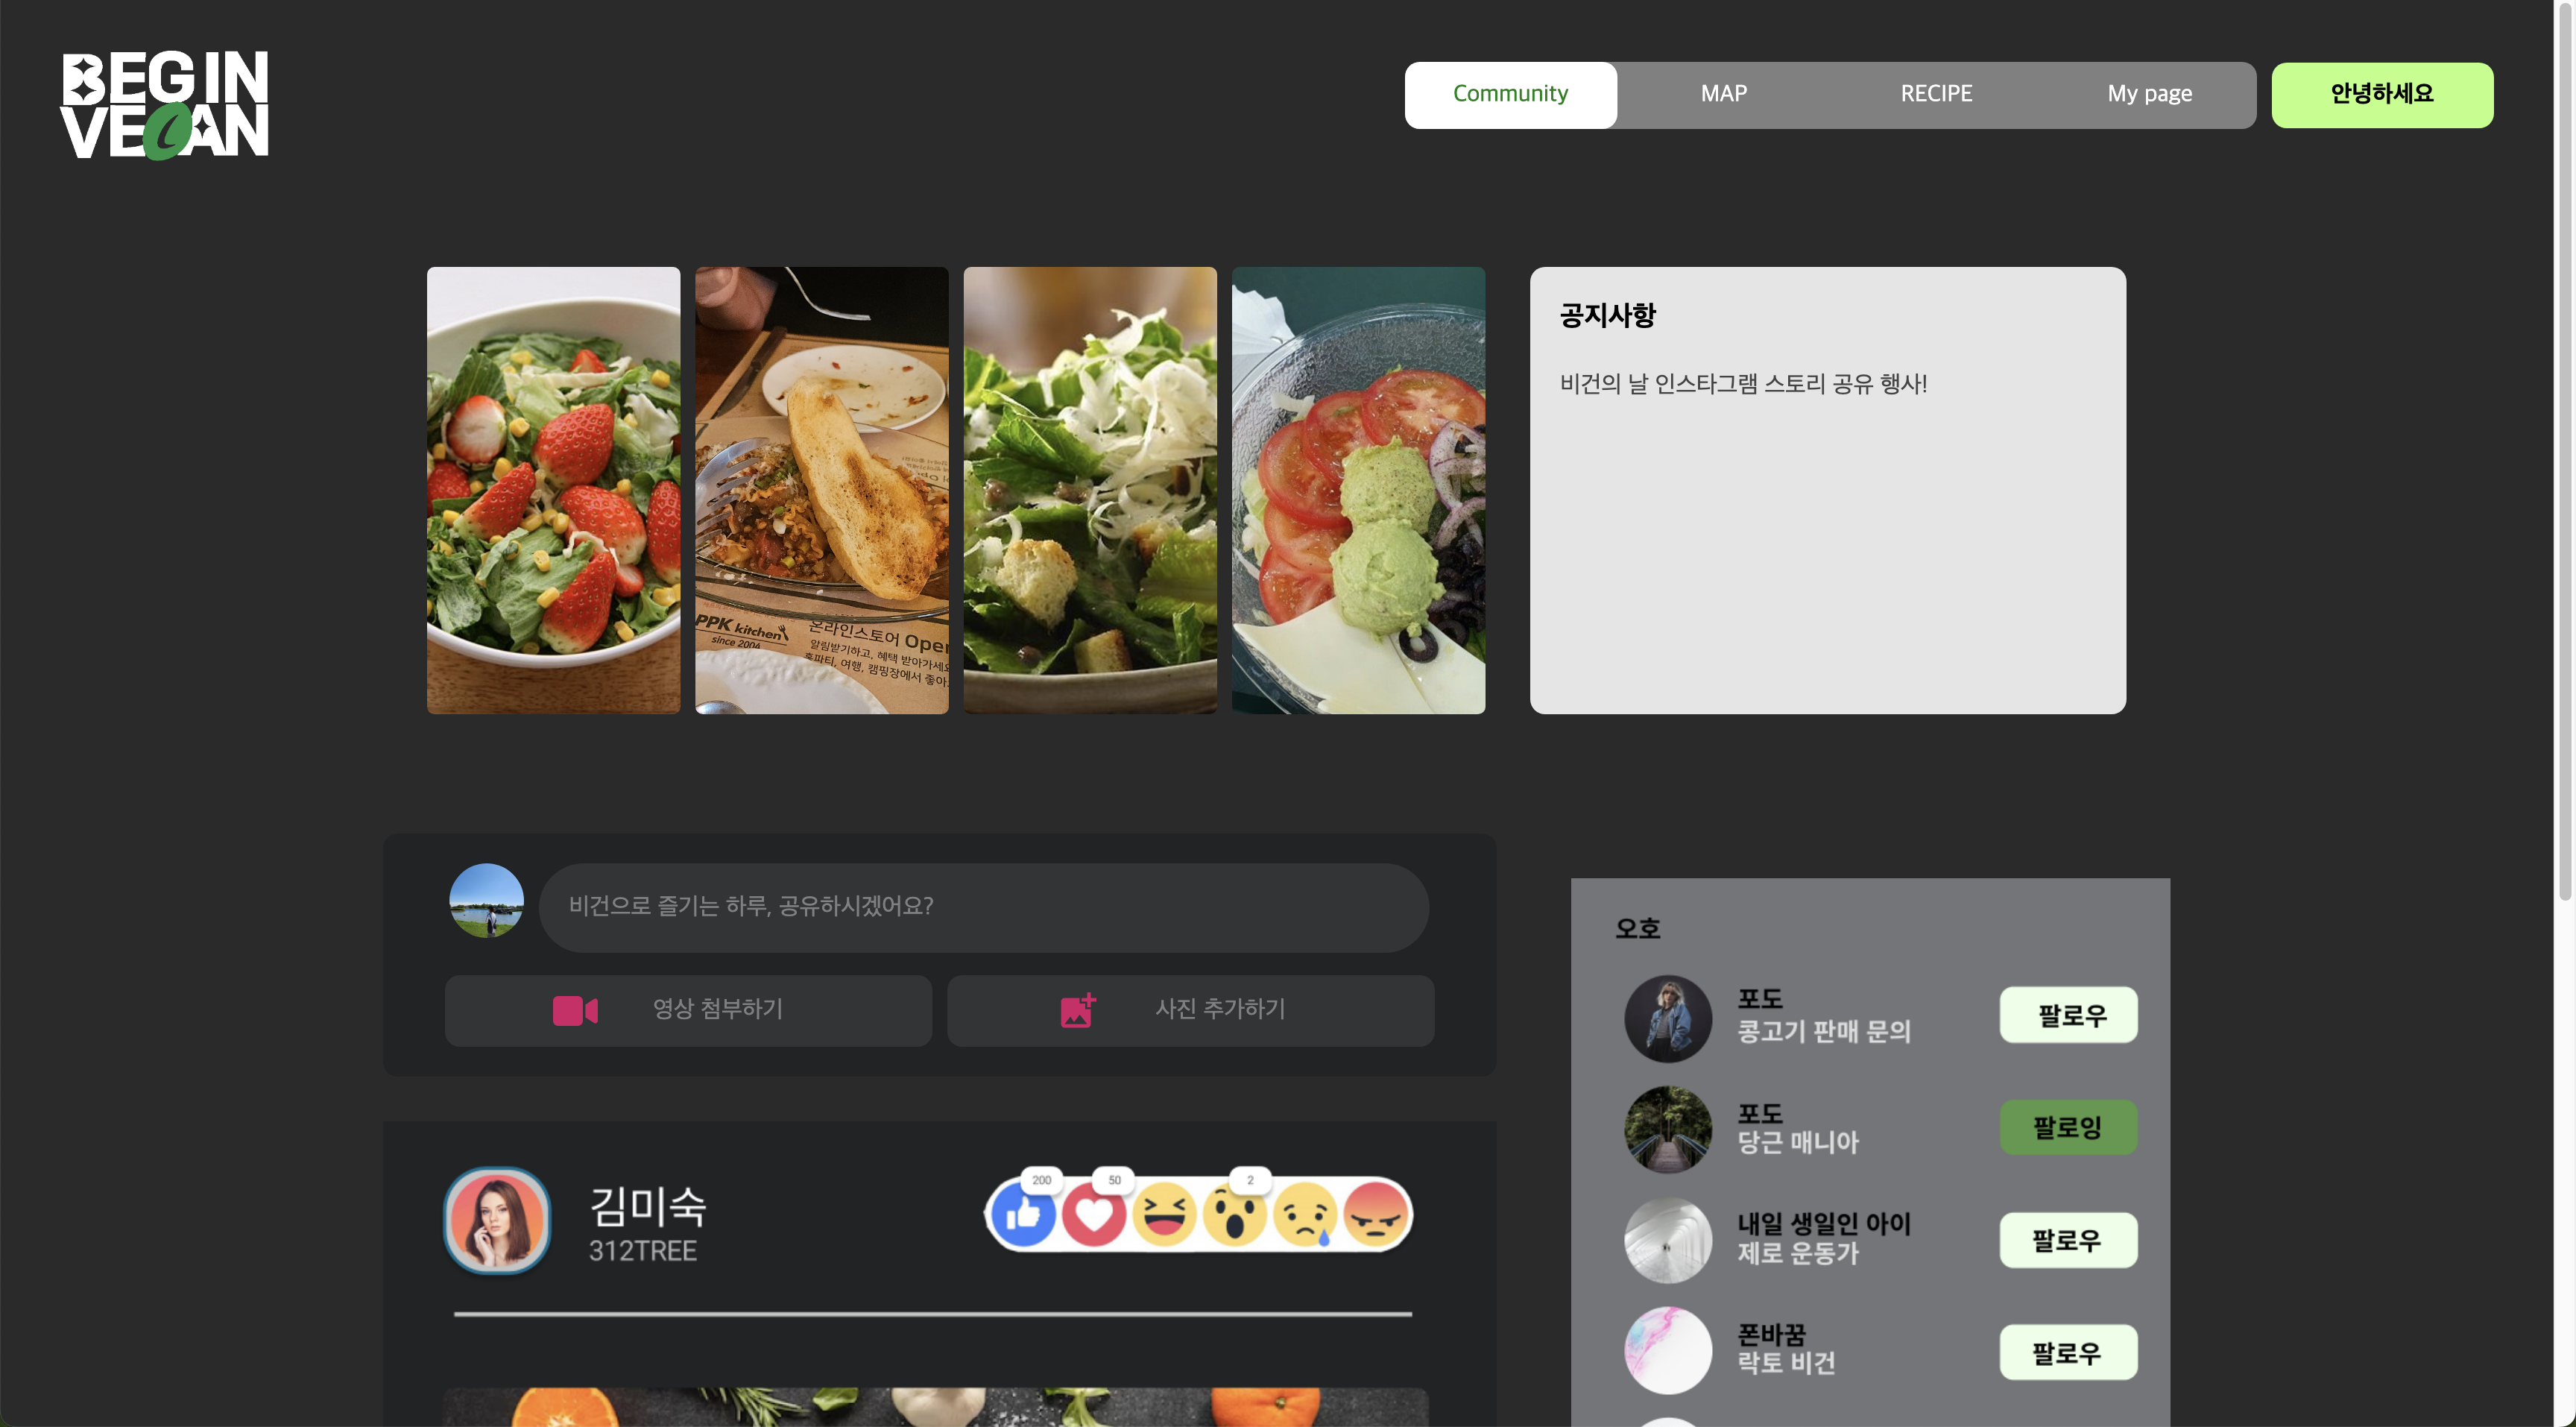 BEGIN
VEGAN
Community
MAP
RECIPE
My page
안녕하세요
PPK kitchen
since 2004
온라인스토어 Open
알림받기하고, 혜택 받아가세요
홈파티, 여행, 캠핑장에서 좋아
공지사항
비건의 날 인스타그램 스토리 공유 행사!
비건으로 즐기는 하루, 공유하시겠어요?
영상 첨부하기
사진 추가하기
김미숙
312TREE
200
50
2
오호
포도
콩고기 판매 문의
팔로우
포도
당근 매니아
팔로잉
내일 생일인 아이
제로 운동가
팔로우
폰바꿈
락토 비건
팔로우